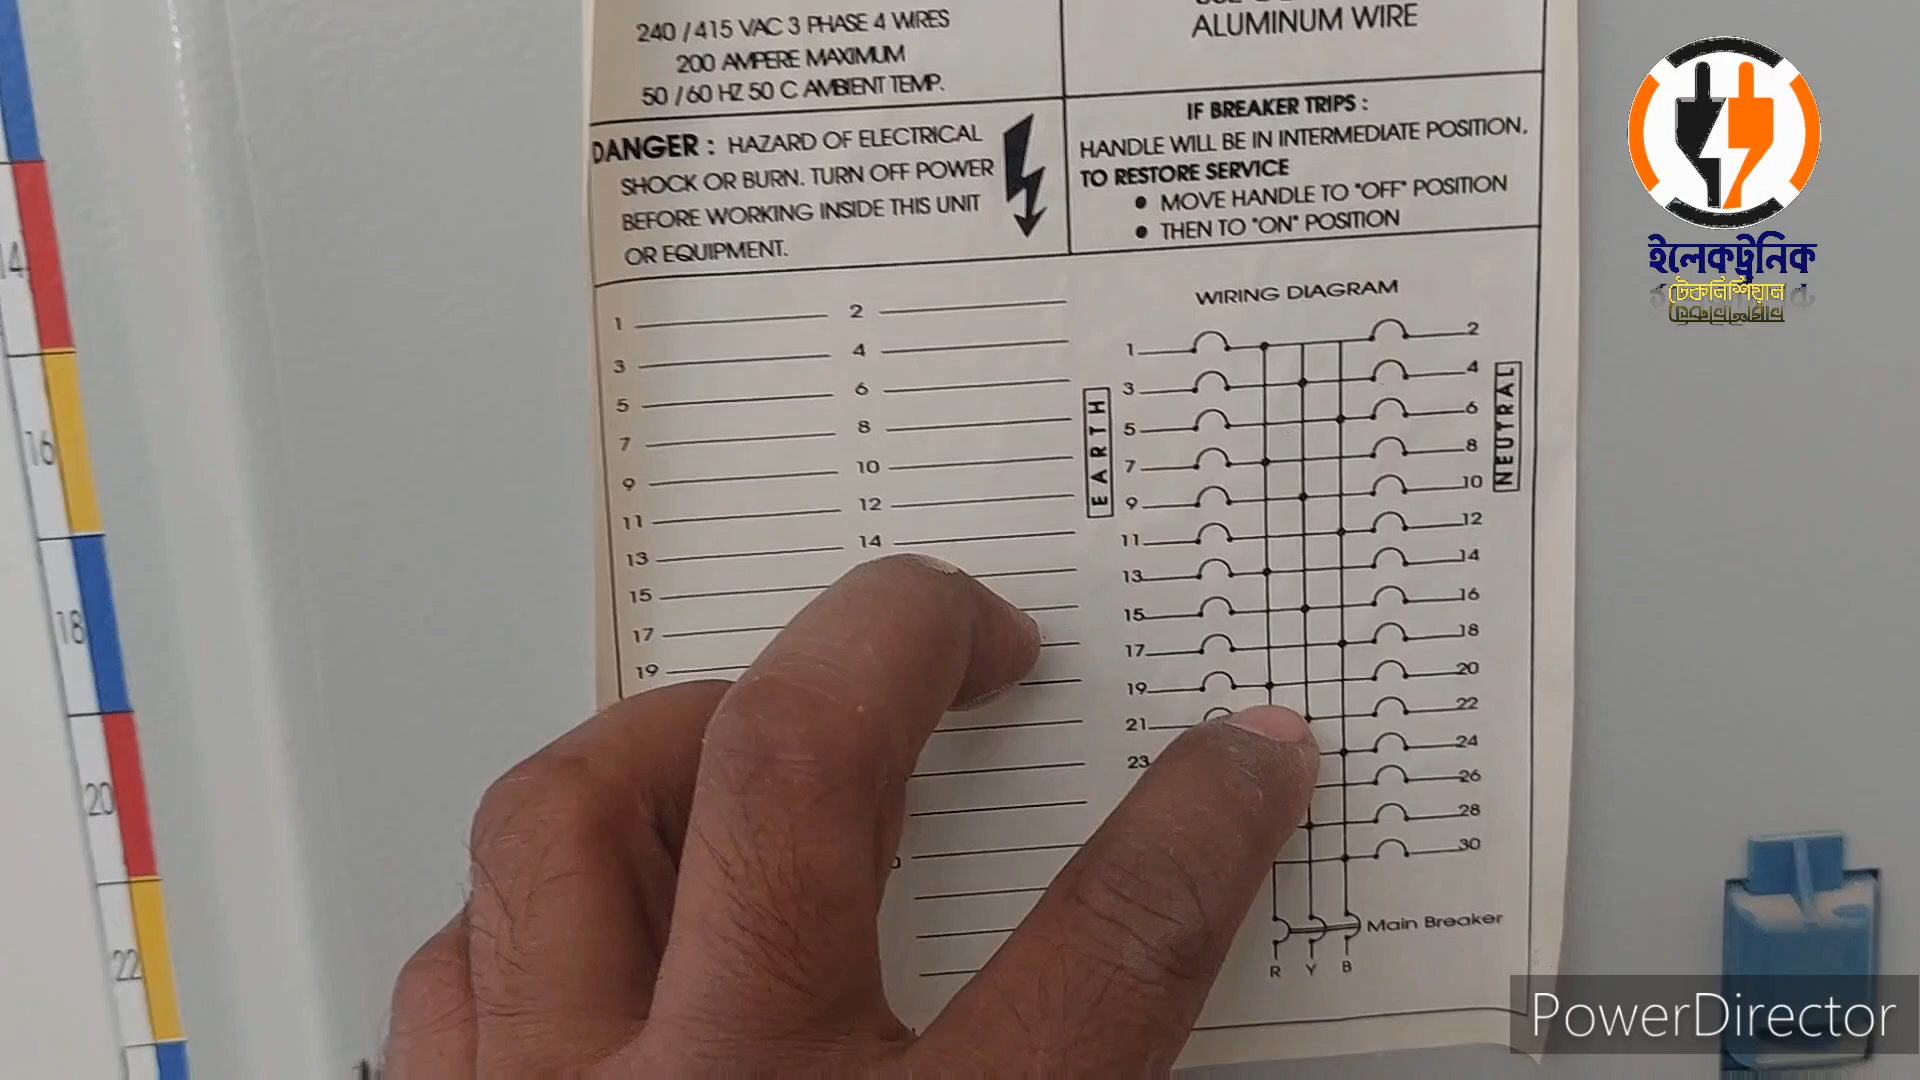 240 / 415 VAC 3 PHASE 4 WIRES
200 AMPERE MAXIMUM
50 / 60 HZ 50 C AMBIENT TEMP.
ALUMINUM WIRE
DANGER : HAZARD OF ELECTRICAL
SHOCK OR BURN. TURN OFF POWER
BEFORE WORKING INSIDE THIS UNIT
OR EQUIPMENT.
IF BREAKER TRIPS :
HANDLE WILL BE IN INTERMEDIATE POSITION.
TO RESTORE SERVICE
● MOVE HANDLE TO "OFF" POSITION
● THEN TO "ON" POSITION
1 2
3 4
5 6
7 8
9 10
11 12
13 14
15
17
19
WIRING DIAGRAM
EARTH
NEUTRAL
1 2
3 4
5 6
7 8
9 10
11 12
13 14
15 16
17 18
19 20
21 22
23 24
26
28
30
Main Breaker
R Y B
14
16
18
20
22
ইলেকট্রনিক
টেকনিশিয়ান
PowerDirector